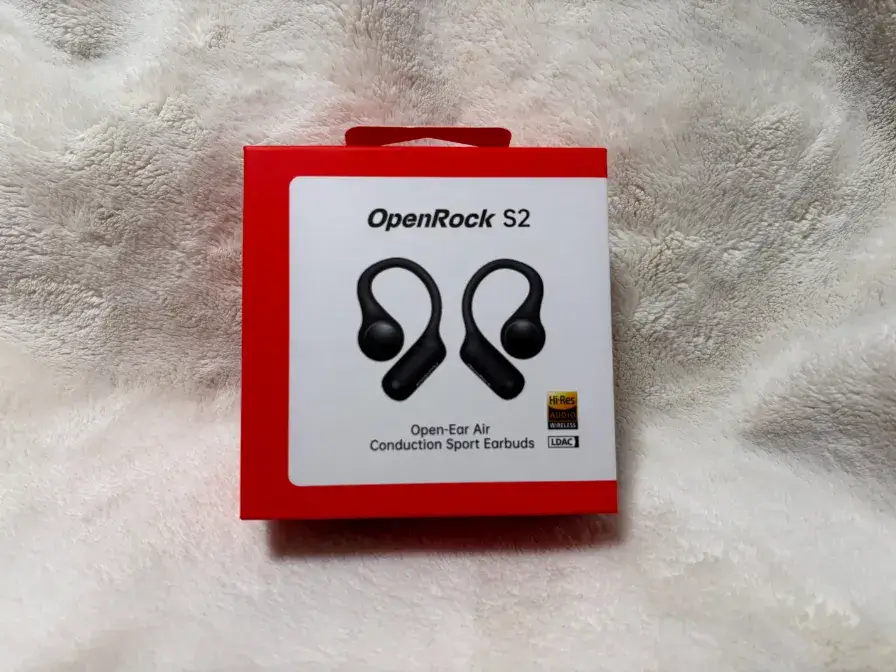 OpenRock S2
Open-Ear Air
Conduction Sport Earbuds
Hi-Res
AUDIO
WIRELESS
LDAC